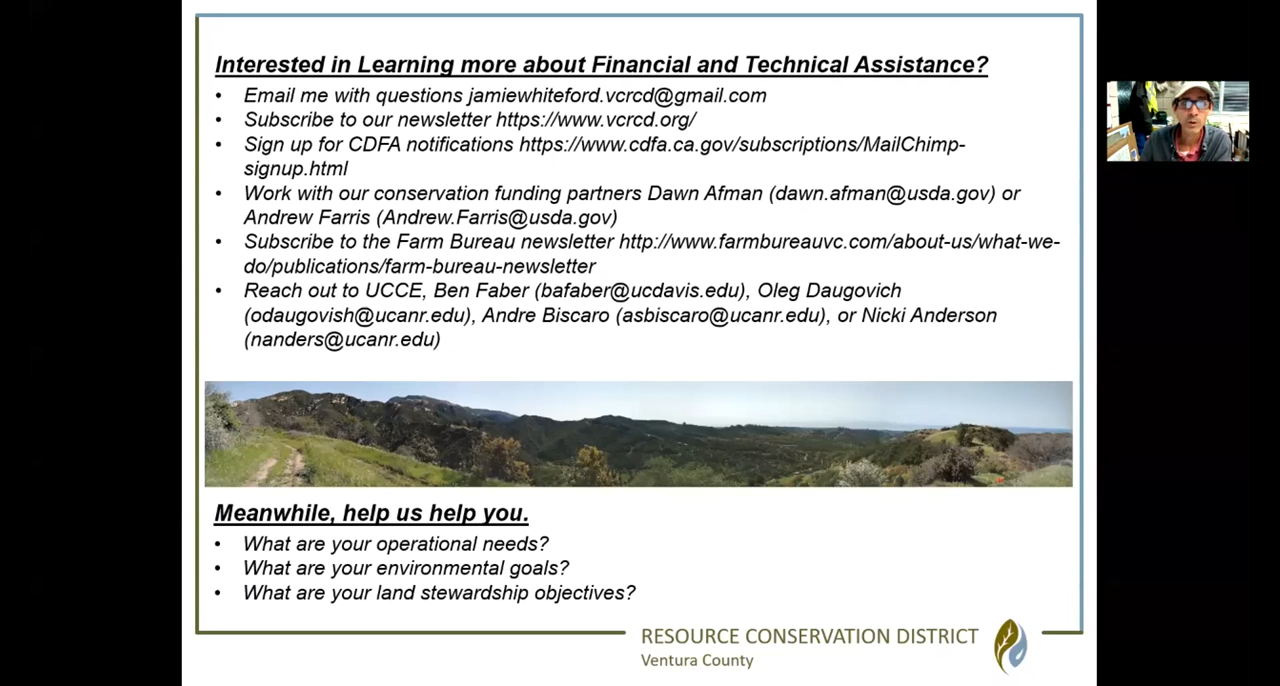 Interested in Learning more about Financial and Technical Assistance?
• Email me with questions jamiewhiteford.vcrcd@gmail.com
• Subscribe to our newsletter https://www.vcrcd.org/
• Sign up for CDFA notifications https://www.cdfa.ca.gov/subscriptions/MailChimp-
signup.html
• Work with our conservation funding partners Dawn Afman (dawn.afman@usda.gov) or
Andrew Farris (Andrew.Farris@usda.gov)
• Subscribe to the Farm Bureau newsletter http://www.farmbureauvc.com/about-us/what-we-
do/publications/farm-bureau-newsletter
• Reach out to UCCE, Ben Faber (bafaber@ucdavis.edu), Oleg Daugovich
(odaugovish@ucanr.edu), Andre Biscaro (asbiscaro@ucanr.edu), or Nicki Anderson
(nanders@ucanr.edu)
Meanwhile, help us help you.
• What are your operational needs?
• What are your environmental goals?
• What are your land stewardship objectives?
RESOURCE CONSERVATION DISTRICT
Ventura County